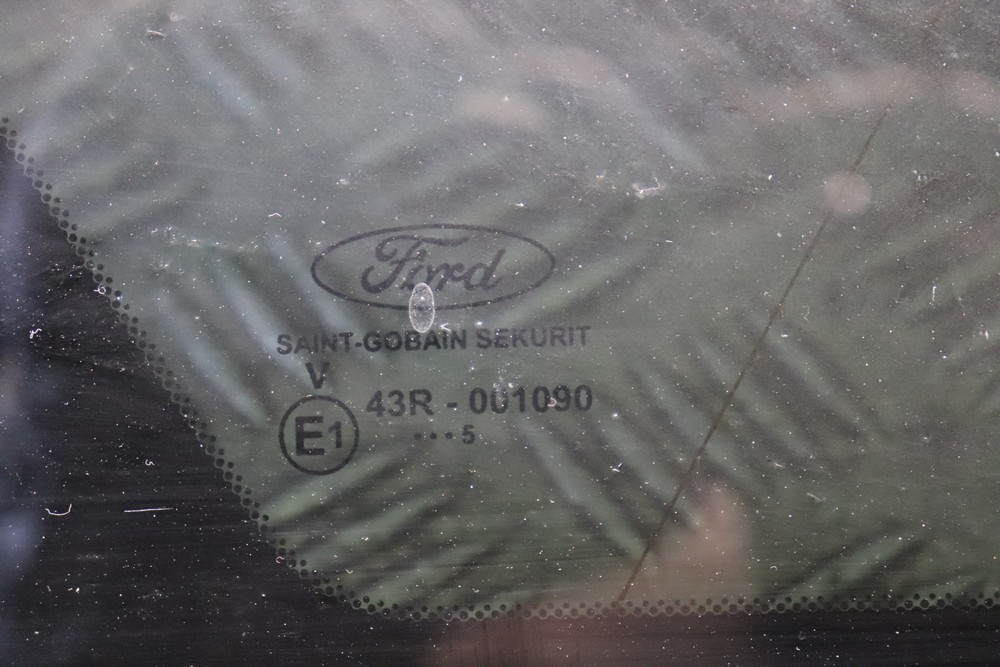 Ford
SAINT-GOBAIN SEKURIT
V
43R - 001090
E1
···5